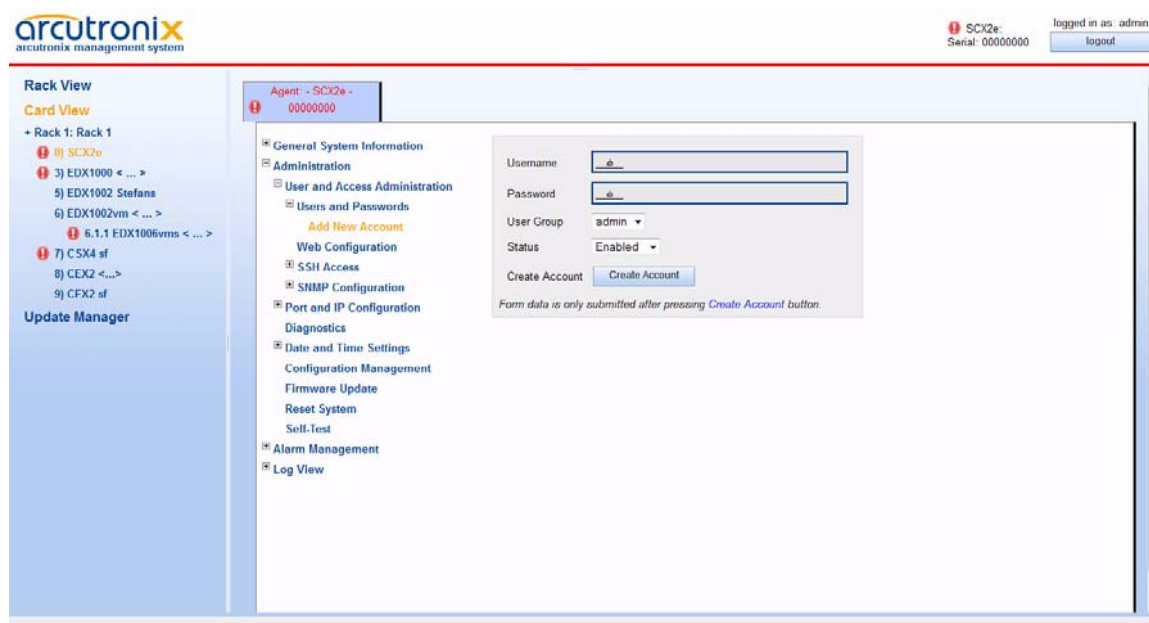 arcutronix
arcutronix management system
SCX2e:
Serial: 00000000
logged in as: admin
logout
Rack View
Card View
+ Rack 1: Rack 1
0) SCX2e
3) EDX1000 < ... >
5) EDX1002 Stefans
6) EDX1002vm < ... >
6.1.1 EDX1006vms < ... >
7) CSX4 sf
8) CEX2 <...>
9) CFX2 sf
Update Manager
Agent: - SCX2e -
00000000
General System Information
Administration
User and Access Administration
Users and Passwords
Add New Account
Web Configuration
SSH Access
SNMP Configuration
Port and IP Configuration
Diagnostics
Date and Time Settings
Configuration Management
Firmware Update
Reset System
Self-Test
Alarm Management
Log View
Username
Password
User Group admin
Status Enabled
Create Account Create Account
Form data is only submitted after pressing Create Account button.